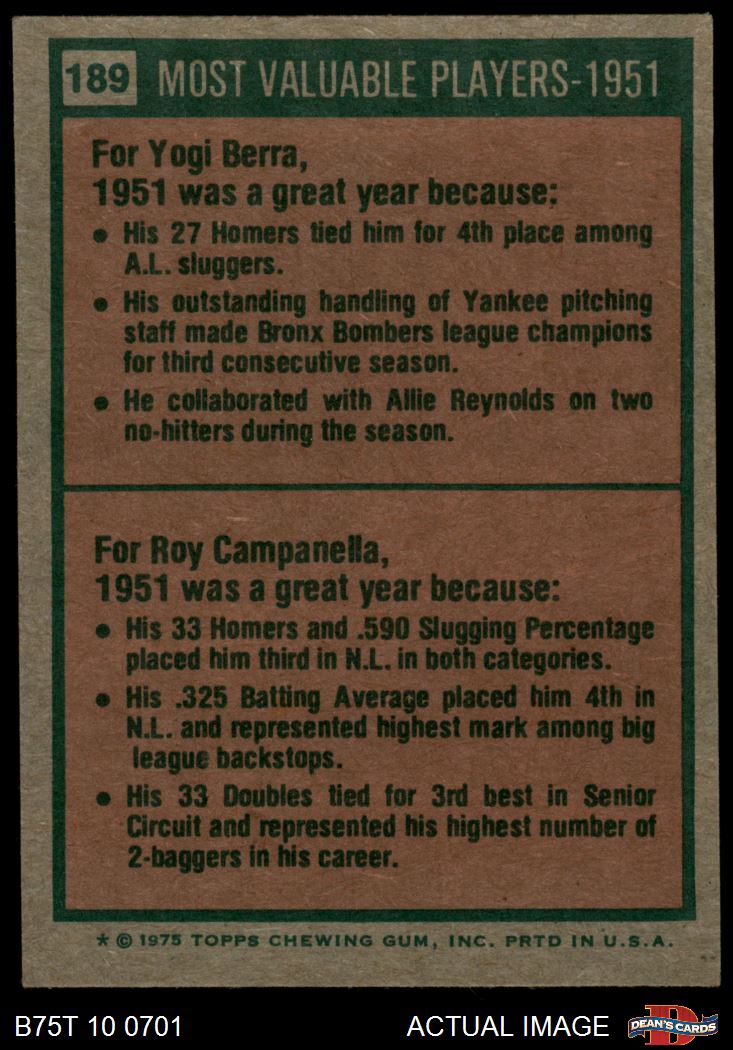 189 MOST VALUABLE PLAYERS-1951
For Yogi Berra,
1951 was a great year because:
• His 27 Homers tied him for 4th place among
A.L. sluggers.
• His outstanding handling of Yankee pitching
staff made Bronx Bombers league champions
for third consecutive season.
• He collaborated with Allie Reynolds on two
no-hitters during the season.
For Roy Campanella,
1951 was a great year because:
• His 33 Homers and .590 Slugging Percentage
placed him third in N.L. in both categories.
• His .325 Batting Average placed him 4th in
N.L. and represented highest mark among big
league backstops.
• His 33 Doubles tied for 3rd best in Senior
Circuit and represented his highest number of
2-baggers in his career.
* © 1975 TOPPS CHEWING GUM, INC. PRTD IN U.S.A.
B75T 10 0701 ACTUAL IMAGE D DEAN'S CARDS